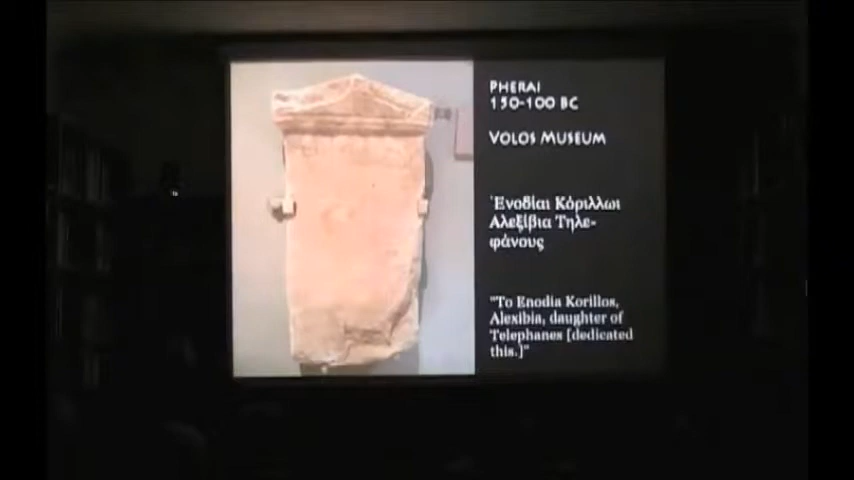 PHERAI
150-100 BC
VOLOS MUSEUM
Ἐνοδίαι Κόριλλωι
Αλεξίβια Τηλε-
φάνους
"To Enodia Korillos,
Alexibia, daughter of
Telephanes [dedicated
this.]"